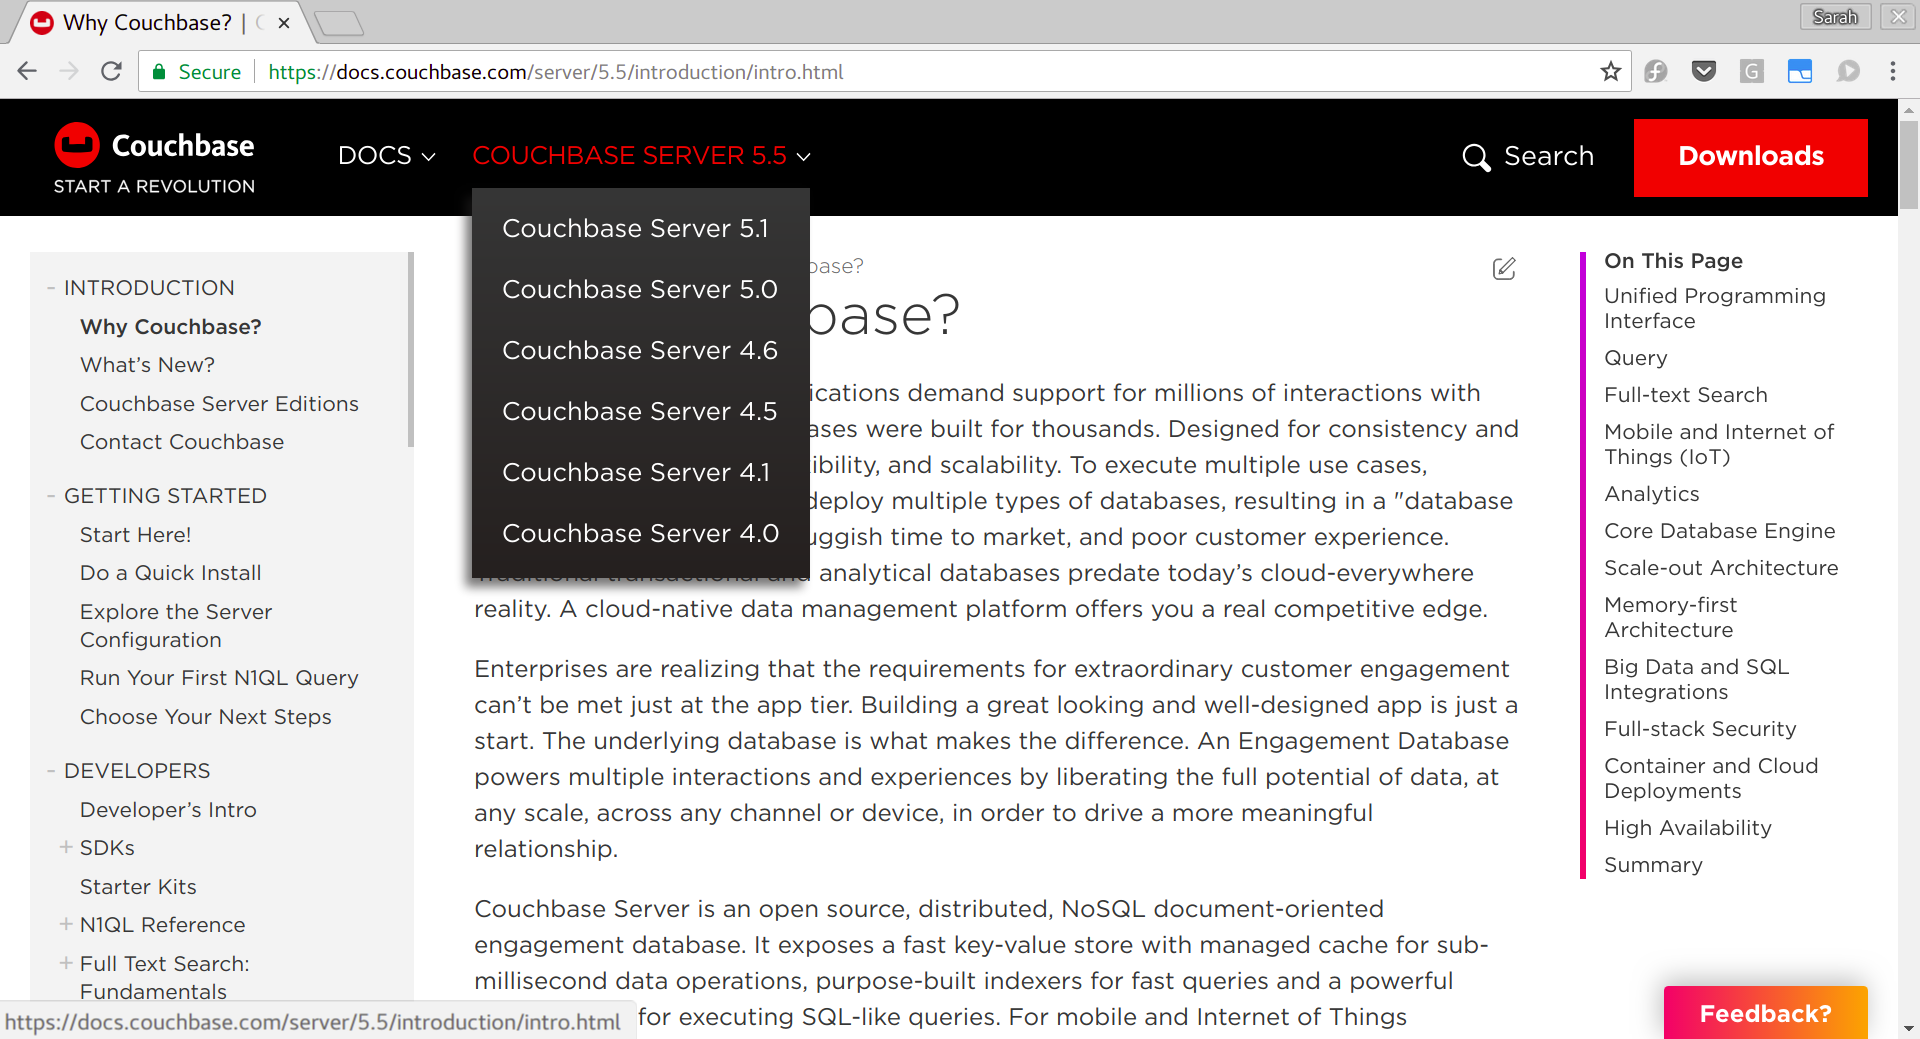 Why Couchbase? |
Sarah
Secure
https://docs.couchbase.com/server/5.5/introduction/intro.html
Couchbase
START A REVOLUTION
DOCS
COUCHBASE SERVER 5.5
Search
Downloads
Couchbase Server 5.1
Couchbase Server 5.0
Couchbase Server 4.6
Couchbase Server 4.5
Couchbase Server 4.1
Couchbase Server 4.0
- INTRODUCTION
Why Couchbase?
What’s New?
Couchbase Server Editions
Contact Couchbase
- GETTING STARTED
Start Here!
Do a Quick Install
Explore the Server
Configuration
Run Your First N1QL Query
Choose Your Next Steps
- DEVELOPERS
Developer’s Intro
+ SDKs
Starter Kits
+ N1QL Reference
+ Full Text Search:
Fundamentals
base?
base?
demand support for millions of interactions with
were built for thousands. Designed for consistency and
and scalability. To execute multiple use cases,
deploy multiple types of databases, resulting in a "database
time to market, and poor customer experience.
analytical databases predate today’s cloud-everywhere
reality. A cloud-native data management platform offers you a real competitive edge.
Enterprises are realizing that the requirements for extraordinary customer engagement
can’t be met just at the app tier. Building a great looking and well-designed app is just a
start. The underlying database is what makes the difference. An Engagement Database
powers multiple interactions and experiences by liberating the full potential of data, at
any scale, across any channel or device, in order to drive a more meaningful
relationship.
Couchbase Server is an open source, distributed, NoSQL document-oriented
engagement database. It exposes a fast key-value store with managed cache for sub-
millisecond data operations, purpose-built indexers for fast queries and a powerful
for executing SQL-like queries. For mobile and Internet of Things
On This Page
Unified Programming
Interface
Query
Full-text Search
Mobile and Internet of
Things (IoT)
Analytics
Core Database Engine
Scale-out Architecture
Memory-first
Architecture
Big Data and SQL
Integrations
Full-stack Security
Container and Cloud
Deployments
High Availability
Summary
Feedback?
https://docs.couchbase.com/server/5.5/introduction/intro.html